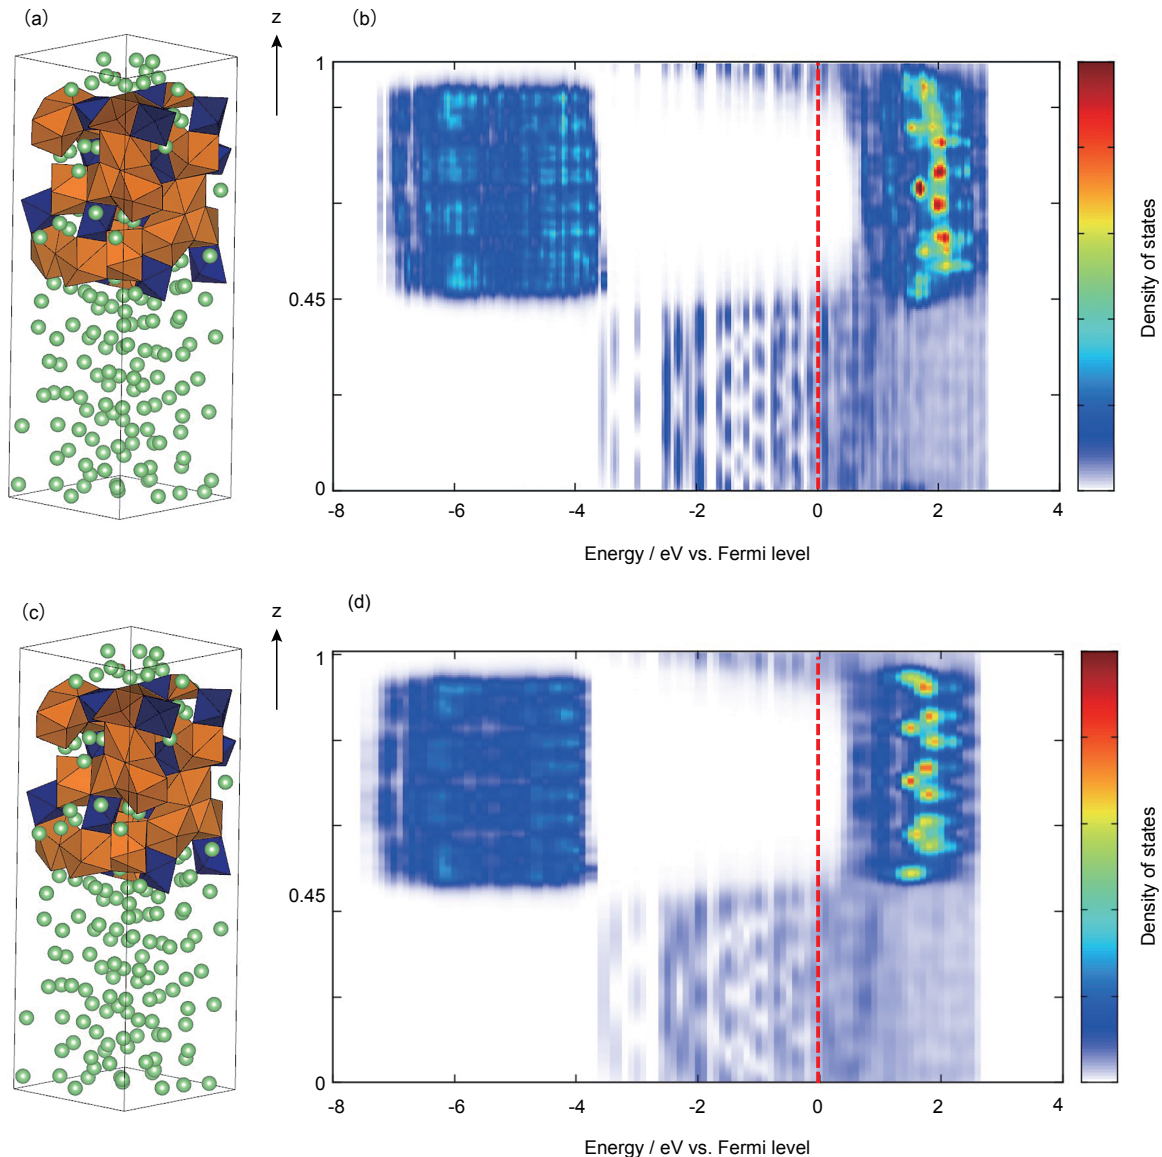 (a)
z
(b)
1
0.45
0
-8
-6
-4
-2
0
2
4
Energy / eV vs. Fermi level
Density of states
(c)
z
(d)
1
0.45
0
-8
-6
-4
-2
0
2
4
Energy / eV vs. Fermi level
Density of states